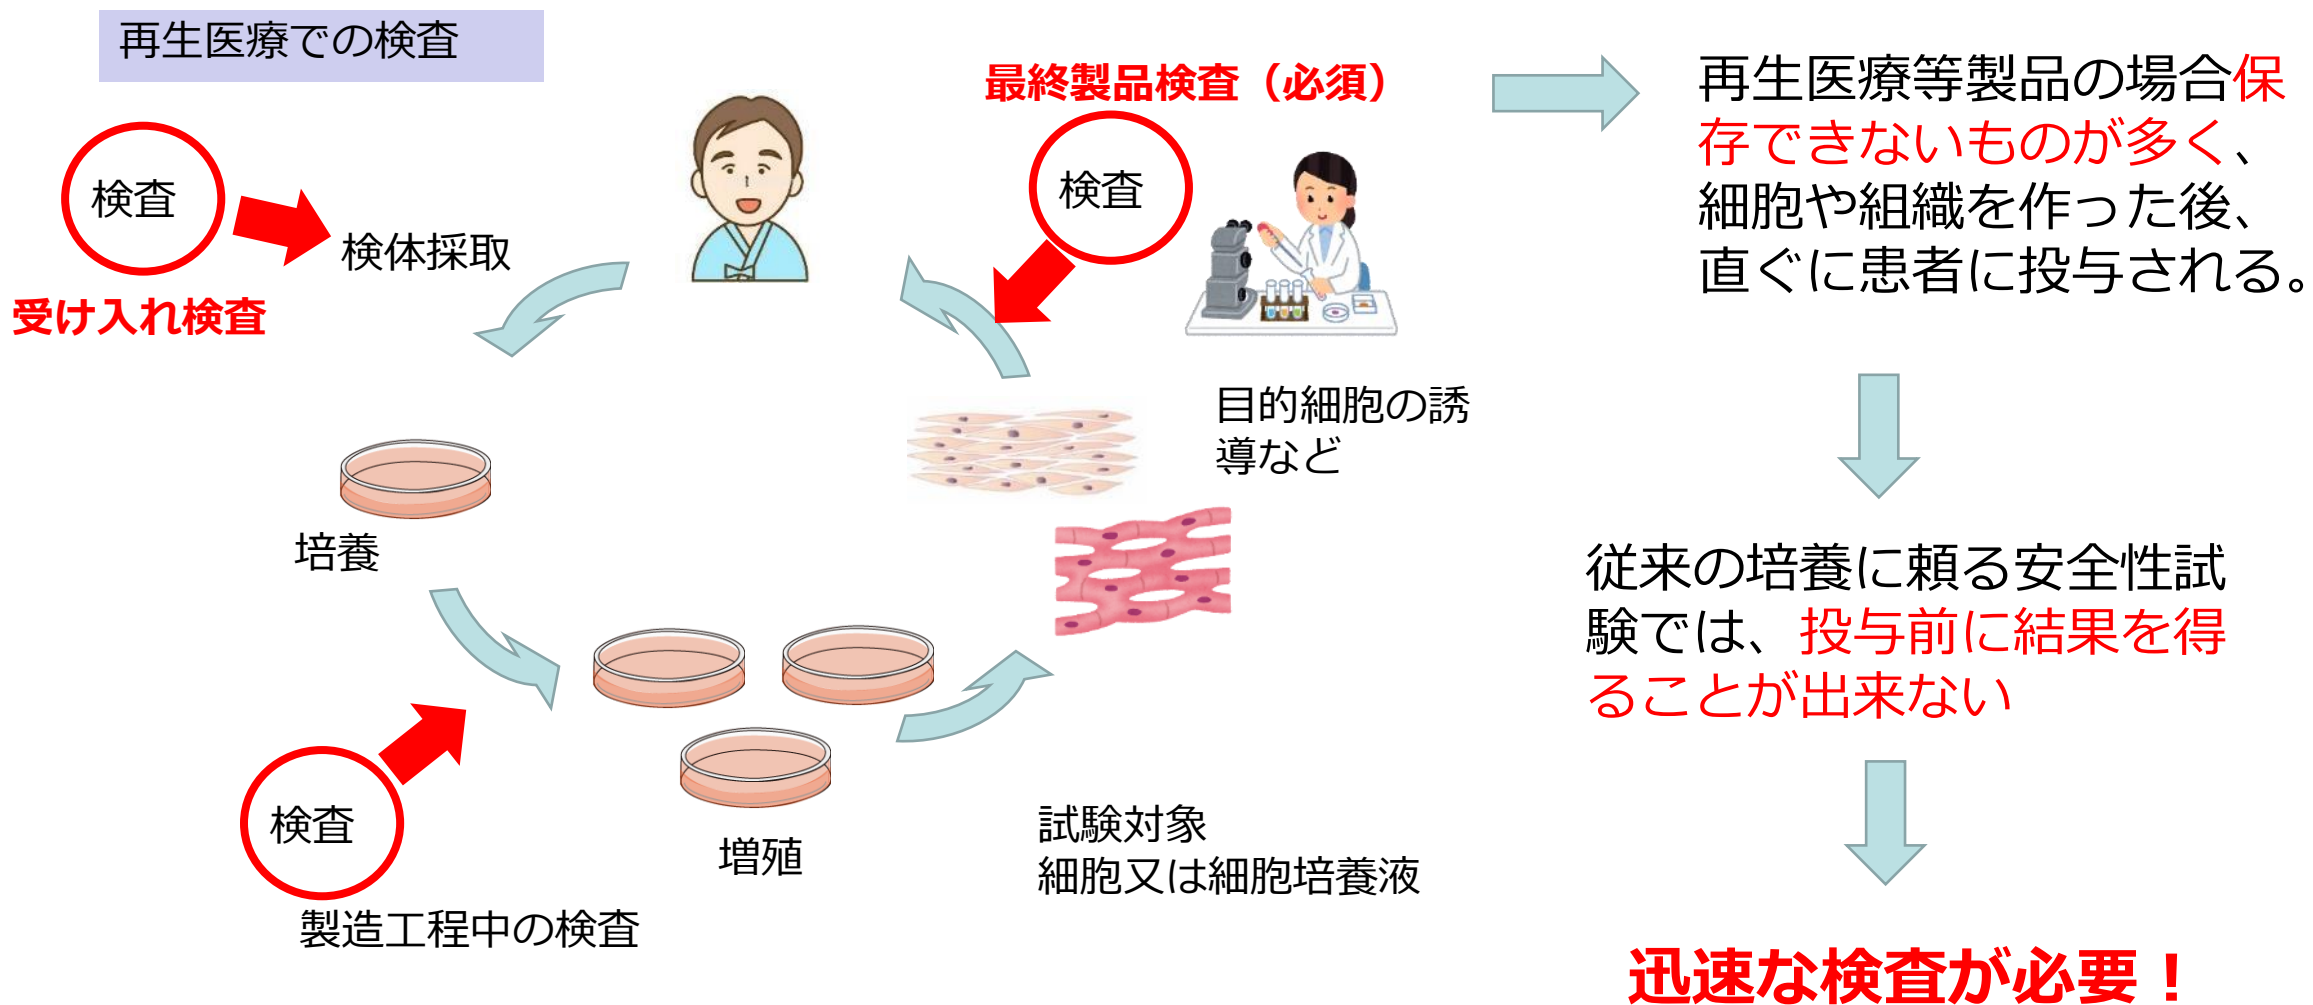 再生医療での検査
最終製品検査（必須）
検査
検査
検体採取
受け入れ検査
目的細胞の誘
導など
培養
検査
増殖
試験対象
細胞又は細胞培養液
製造工程中の検査
再生医療等製品の場合保
存できないものが多く、
細胞や組織を作った後、
直ぐに患者に投与される。
従来の培養に頼る安全性試
験では、投与前に結果を得
ることが出来ない
迅速な検査が必要！